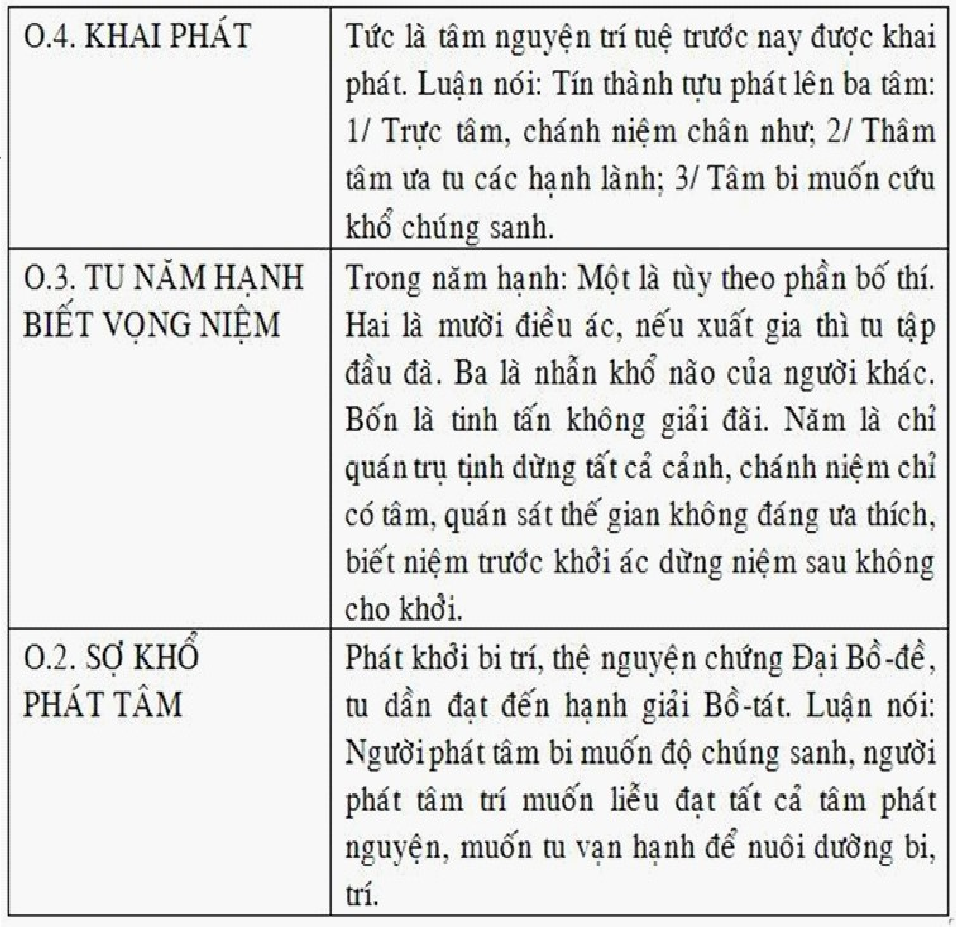 O.4. KHAI PHÁT
Tức là tâm nguyện trí tuệ trước nay được khai
phát. Luận nói: Tín thành tựu phát lên ba tâm:
1/ Trực tâm, chánh niệm chân như; 2/ Thâm
tâm ưa tu các hạnh lành; 3/ Tâm bi muốn cứu
khổ chúng sanh.
O.3. TU NĂM HẠNH
BIẾT VỌNG NIỆM
Trong năm hạnh: Một là tùy theo phần bố thí.
Hai là mười điều ác, nếu xuất gia thì tu tập
đầu đà. Ba là nhẫn khổ não của người khác.
Bốn là tinh tấn không giải đãi. Năm là chỉ
quán trụ tịnh dừng tất cả cảnh, chánh niệm chỉ
có tâm, quán sát thế gian không đáng ưa thích,
biết niệm trước khởi ác dừng niệm sau không
cho khởi.
O.2. SỢ KHỔ
PHÁT TÂM
Phát khởi bi trí, thệ nguyện chứng Đại Bồ-đề,
tu dần đạt đến hạnh giải Bồ-tát. Luận nói:
Người phát tâm bi muốn độ chúng sanh, người
phát tâm trí muốn liễu đạt tất cả tâm phát
nguyện, muốn tu vạn hạnh để nuôi dưỡng bi,
trí.